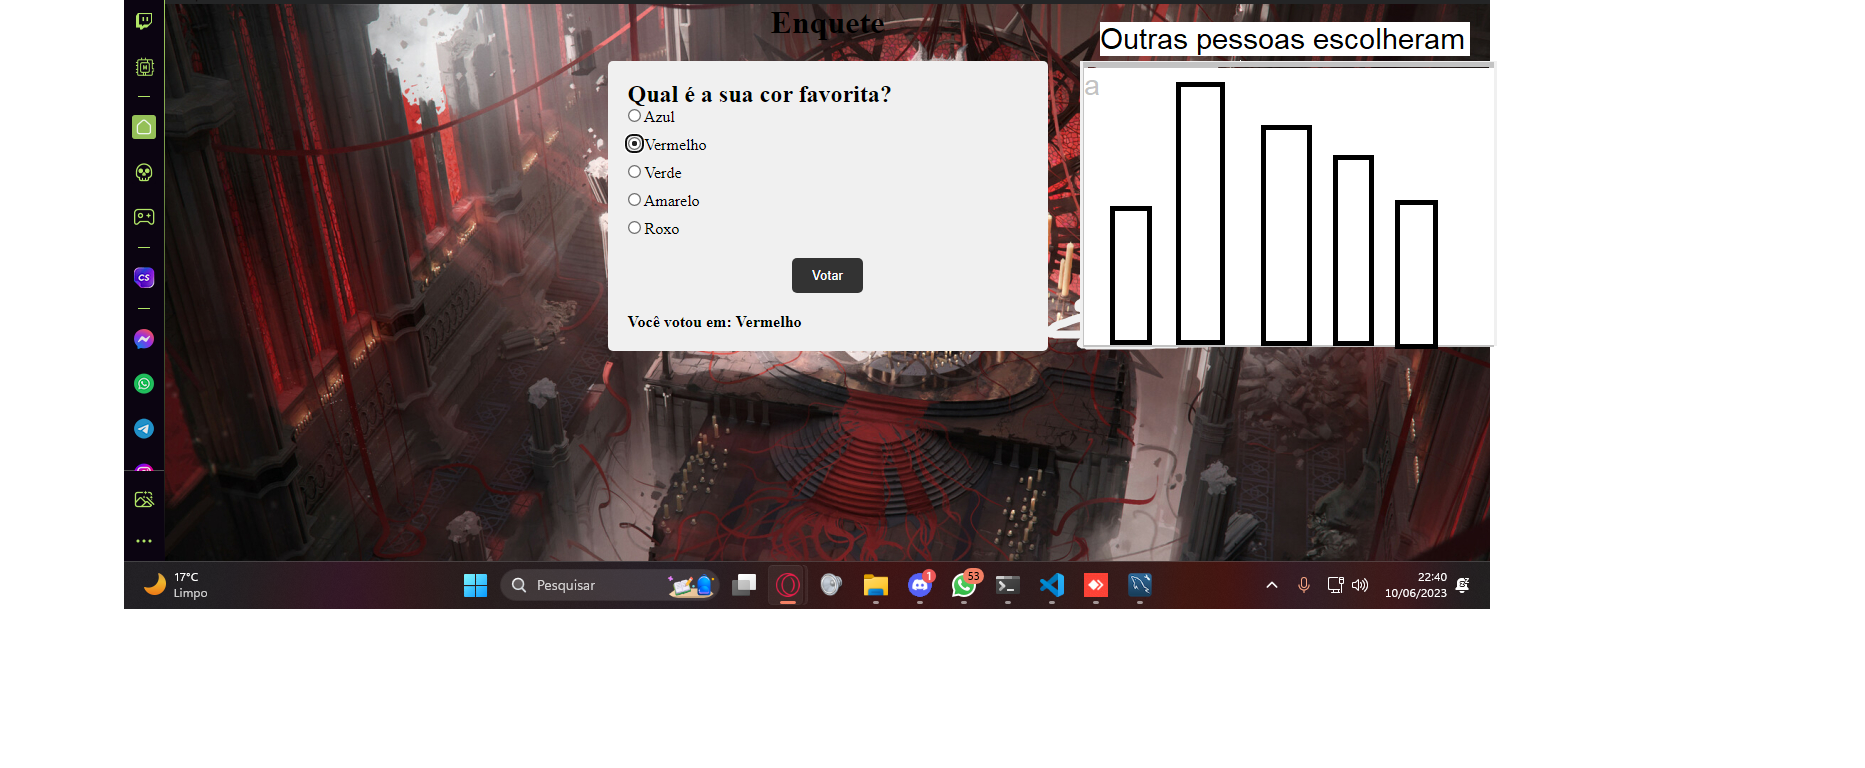 Enquete
Outras pessoas escolheram
Qual é a sua cor favorita?
Azul
Vermelho
Verde
Amarelo
Roxo
Votar
Você votou em: Vermelho
a
CS
17°C
Limpo
Pesquisar
1
53
22:40
10/06/2023